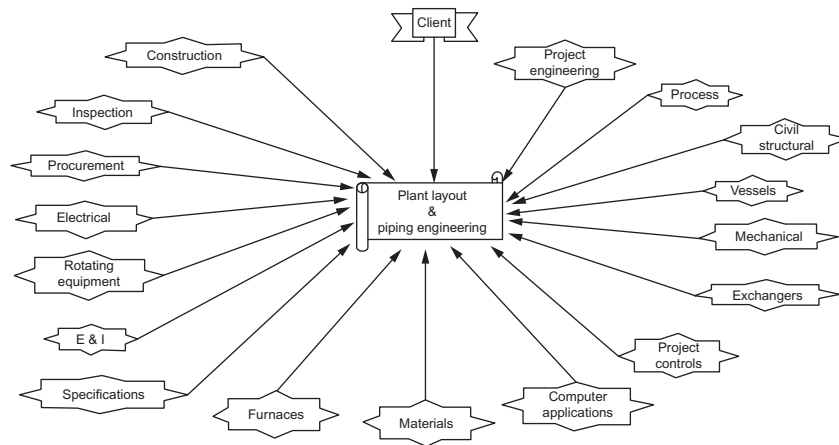 Client
Construction
Project
engineering
Process
Inspection
Civil
structural
Procurement
Plant layout
&
piping engineering
Vessels
Electrical
Mechanical
Rotating
equipment
Exchangers
E & I
Project
controls
Specifications
Furnaces
Materials
Computer
applications